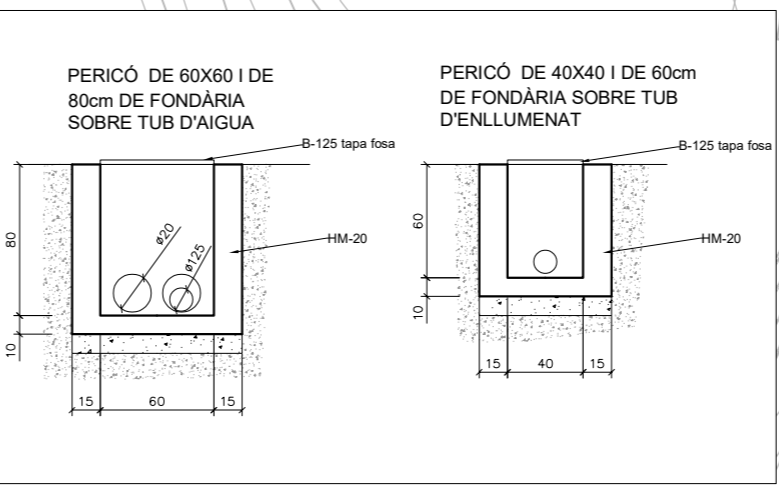 PERICÓ DE 60X60 I DE
80cm DE FONDÀRIA
SOBRE TUB D'AIGUA
B-125 tapa fosa
80
ø20
ø125
HM-20
10
15
60
15
PERICÓ DE 40X40 I DE 60cm
DE FONDÀRIA SOBRE TUB
D'ENLLUMENAT
B-125 tapa fosa
60
HM-20
10
15
40
15